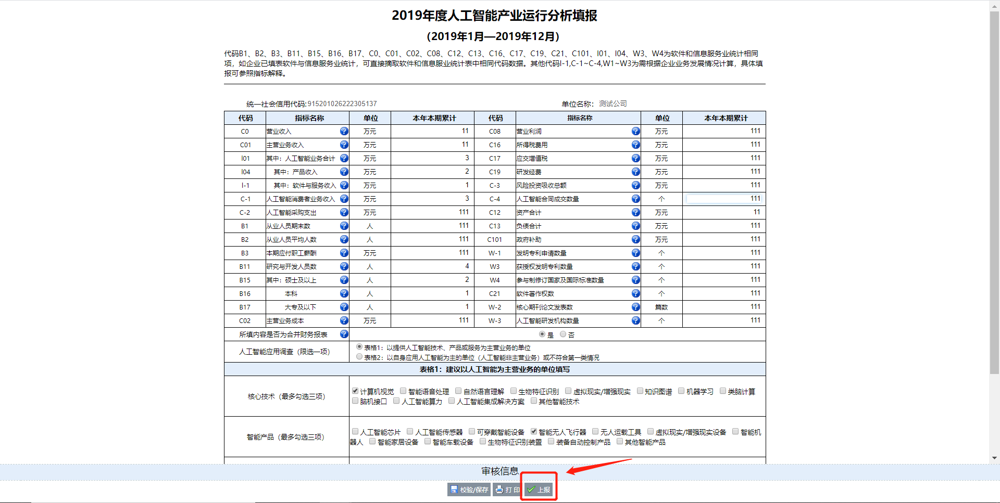 2019年度人工智能产业运行分析填报
(2019年1月—2019年12月)
代码B1、B2、B3、B11、B15、B16、B17、C0、C01、C02、C08、C12、C13、C16、C17、C19、C21、C101、I01、I04、W3、W4为软件和信息服务业统计相同
项，如企业已填表软件与信息服务业统计，可直接摘取软件和信息服业统计表中相同代码数据。其他代码I-1,C-1~C-4,W1~W3为需根据企业业务发展情况计算，具体填
报可参照指标解释。
统一社会信用代码:915201026222305137 单位名称： 测试公司
代码 指标名称 单位 本年本期累计 代码 指标名称 单位 本年本期累计
C0 营业收入 万元 11 C08 营业利润 万元 111
C01 主营业务收入 万元 11 C16 所得税费用 万元 111
I01 其中：人工智能业务合计 万元 3 C17 应交增值税 万元 111
I04 其中：产品收入 万元 2 C19 研发经费 万元 111
I-1 其中：软件与服务收入 万元 1 C-3 风险投资吸收总额 万元 111
C-1 人工智能消费者业务收入 万元 3 C-4 人工智能合同成交数量 个 111
C-2 人工智能采购支出 万元 111 C12 资产合计 万元 11
B1 从业人员期末数 人 111 C13 负债合计 万元 111
B2 从业人员平均人数 人 111 C101 政府补助 万元 111
B3 本期应付职工薪酬 万元 111 W-1 发明专利申请数量 个 111
B11 研究与开发人员数 人 4 W3 获授权发明专利数量 个 111
B15 其中：硕士及以上 人 2 W4 参与制修订国家及国际标准数量 个 111
B16 本科 人 1 C21 软件著作权数 个 111
B17 大专及以下 人 1 W-2 核心期刊论文发表数 篇数 111
C02 主营业务成本 万元 111 W-3 人工智能研发机构数量 个 111
所填内容是否为合并财务报表 是 否
人工智能应用调查（限选一项）
表格1：以提供人工智能技术、产品或服务为主营业务的单位
表格2：以自身应用人工智能为主的单位（人工智能非主营业务）或不符合第一类情况
表格1：建议以人工智能为主营业务的单位填写
核心技术（最多勾选三项）
计算机视觉 智能语音处理 自然语言理解 生物特征识别 虚拟现实/增强现实 知识图谱 机器学习 类脑计算
脑机接口 人工智能算力 人工智能集成解决方案 其他智能技术
智能产品（最多勾选三项）
人工智能芯片 人工智能传感器 可穿戴智能设备 智能无人飞行器 无人运载工具 虚拟现实/增强现实设备 智能机
器人 智能家居设备 智能车载设备 生物特征识别装置 装备自动控制产品 其他智能产品
审核信息
校验/保存 打 印 上报